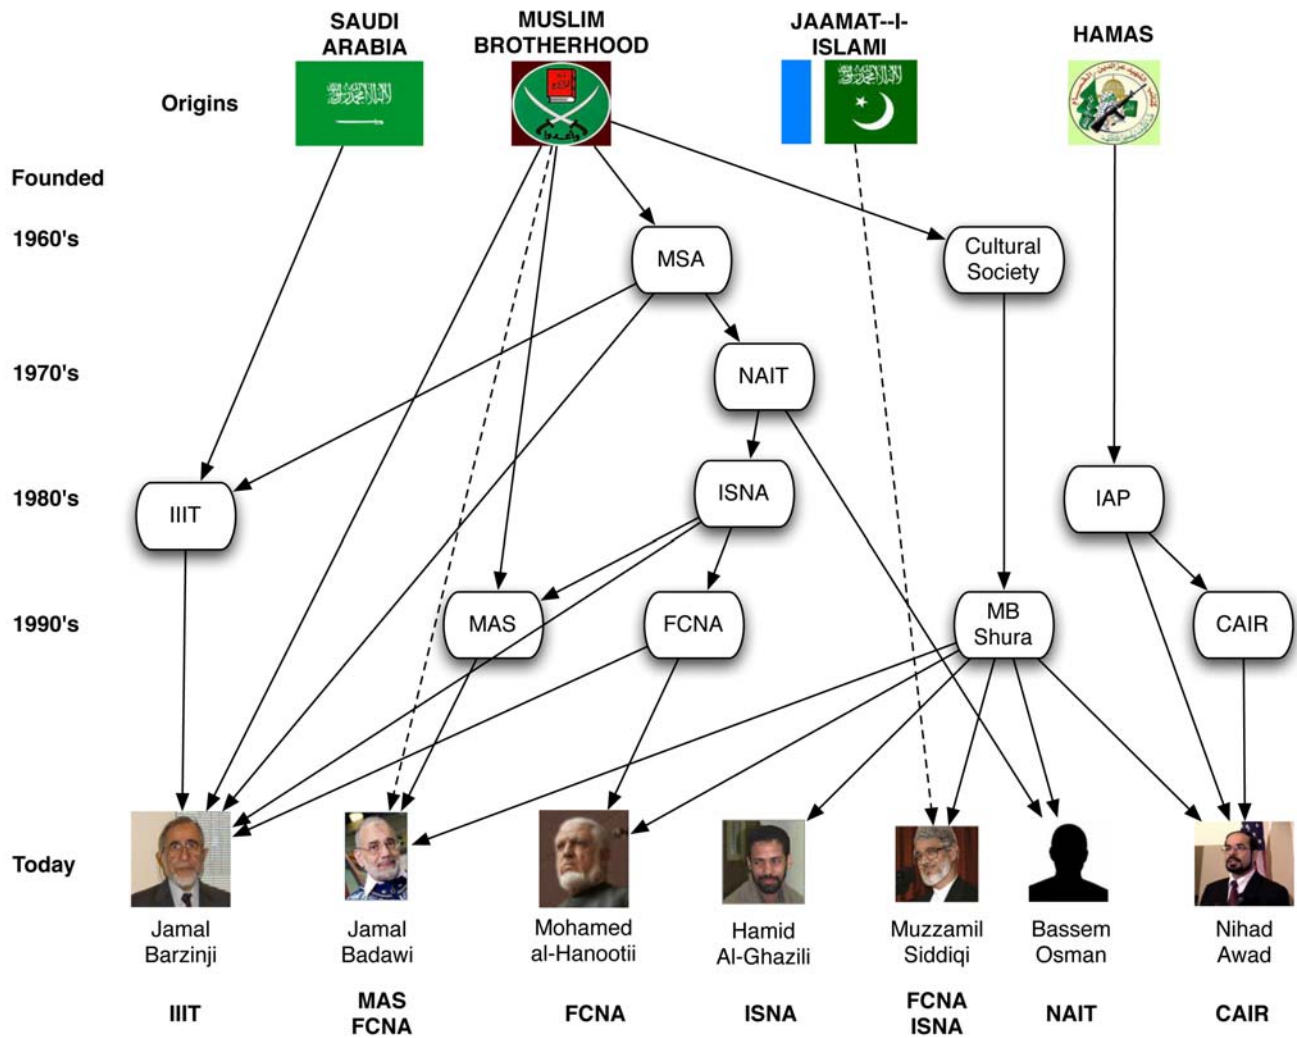 SAUDI
ARABIA
MUSLIM
BROTHERHOOD
JAAMAT--I-
ISLAMI
HAMAS
Origins
Founded
1960's
MSA
Cultural
Society
1970's
NAIT
1980's
IIIT
ISNA
IAP
1990's
MAS
FCNA
MB
Shura
CAIR
Today
Jamal
Barzinji
Jamal
Badawi
Mohamed
al-Hanootii
Hamid
Al-Ghazili
Muzzamil
Siddiqi
Bassem
Osman
Nihad
Awad
IIIT
MAS
FCNA
FCNA
ISNA
FCNA
ISNA
NAIT
CAIR